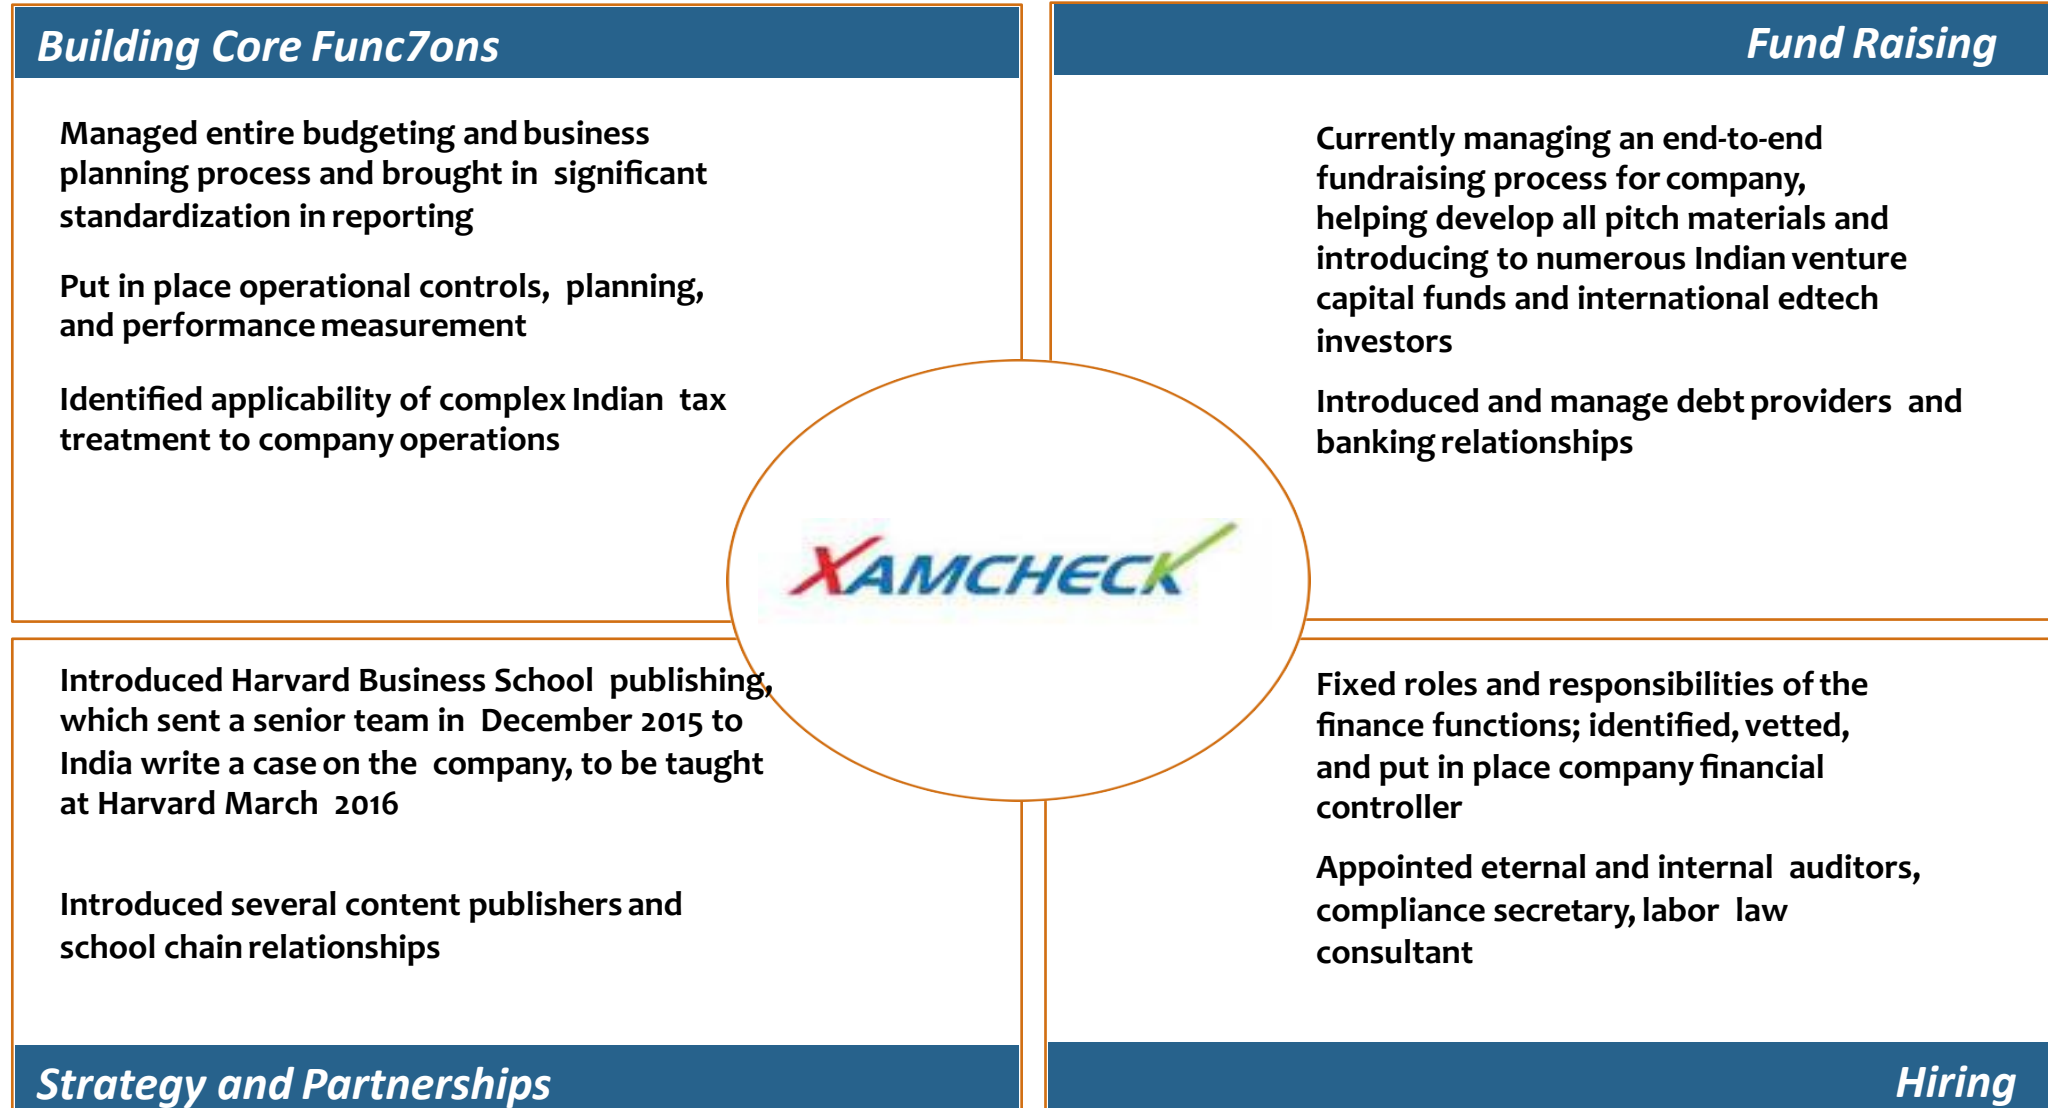 Building Core Func7ons
Managed entire budgeting and business
planning process and brought in significant
standardization in reporting
Put in place operational controls, planning,
and performance measurement
Identified applicability of complex Indian tax
treatment to company operations
Fund Raising
Currently managing an end-to-end
fundraising process for company,
helping develop all pitch materials and
introducing to numerous Indian venture
capital funds and international edtech
investors
Introduced and manage debt providers and
banking relationships
XAMCHECK
Introduced Harvard Business School publishing,
which sent a senior team in December 2015 to
India write a case on the company, to be taught
at Harvard March 2016
Introduced several content publishers and
school chain relationships
Strategy and Partnerships
Fixed roles and responsibilities of the
finance functions; identified, vetted,
and put in place company financial
controller
Appointed eternal and internal auditors,
compliance secretary, labor law
consultant
Hiring